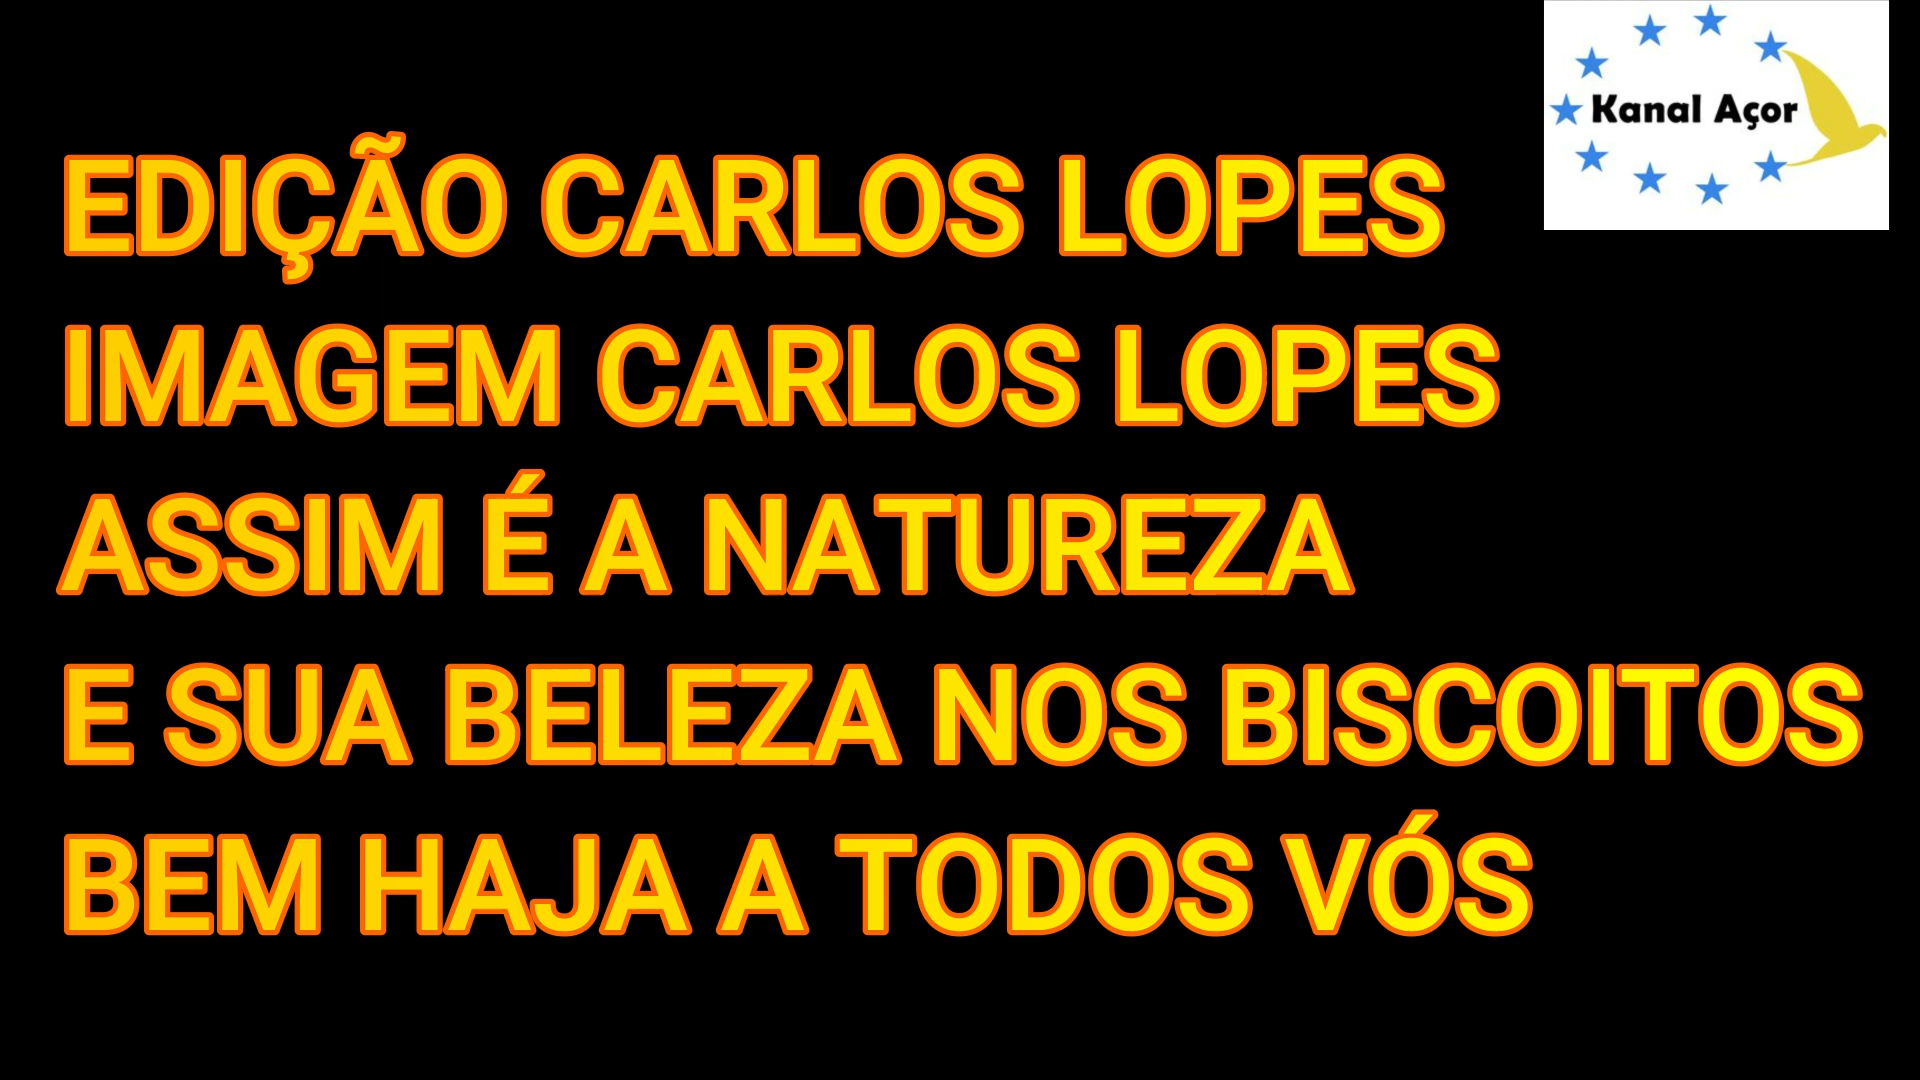 Kanal Açor
EDIÇÃO CARLOS LOPES
IMAGEM CARLOS LOPES
ASSIM É A NATUREZA
E SUA BELEZA NOS BISCOITOS
BEM HAJA A TODOS VÓS